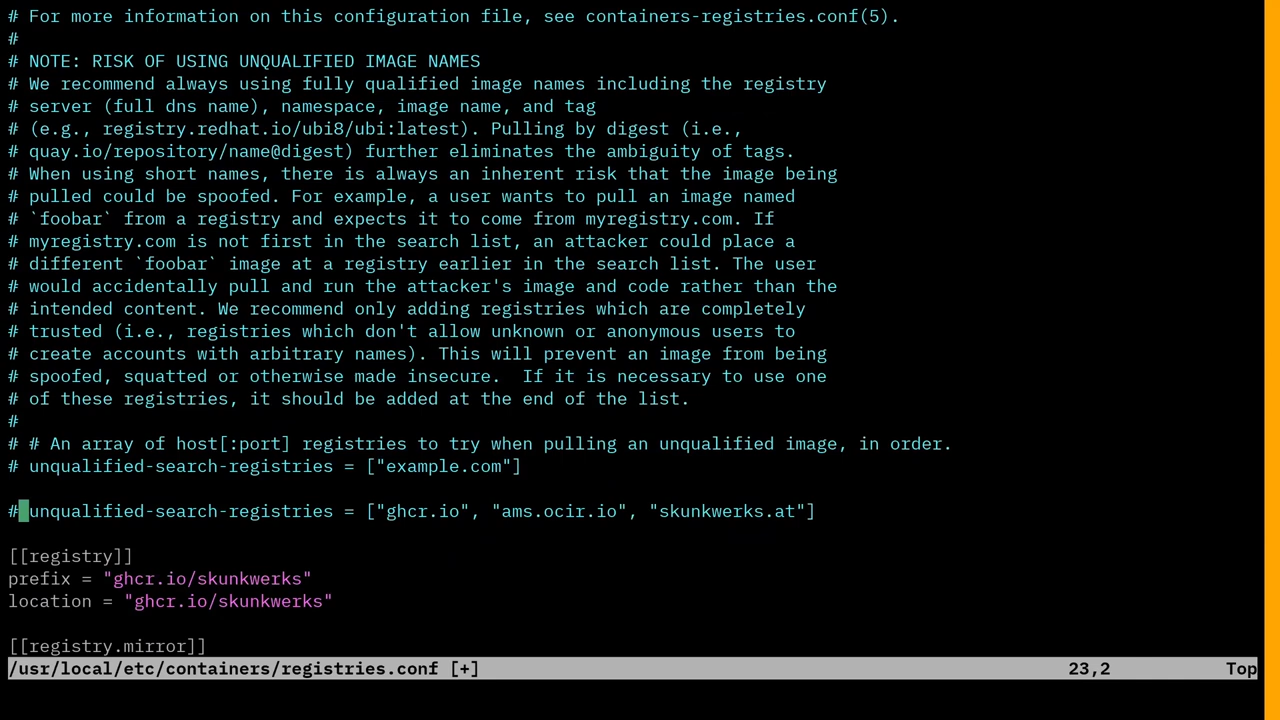 # For more information on this configuration file, see containers-registries.conf(5).
#
# NOTE: RISK OF USING UNQUALIFIED IMAGE NAMES
# We recommend always using fully qualified image names including the registry
# server (full dns name), namespace, image name, and tag
# (e.g., registry.redhat.io/ubi8/ubi:latest). Pulling by digest (i.e.,
# quay.io/repository/name@digest) further eliminates the ambiguity of tags.
# When using short names, there is always an inherent risk that the image being
# pulled could be spoofed. For example, a user wants to pull an image named
# `foobar` from a registry and expects it to come from myregistry.com. If
# myregistry.com is not first in the search list, an attacker could place a
# different `foobar` image at a registry earlier in the search list. The user
# would accidentally pull and run the attacker's image and code rather than the
# intended content. We recommend only adding registries which are completely
# trusted (i.e., registries which don't allow unknown or anonymous users to
# create accounts with arbitrary names). This will prevent an image from being
# spoofed, squatted or otherwise made insecure.  If it is necessary to use one
# of these registries, it should be added at the end of the list.
#
# # An array of host[:port] registries to try when pulling an unqualified image, in order.
# unqualified-search-registries = ["example.com"]

# unqualified-search-registries = ["ghcr.io", "ams.ocir.io", "skunkwerks.at"]

[[registry]]
prefix = "ghcr.io/skunkwerks"
location = "ghcr.io/skunkwerks"

[[registry.mirror]]
/usr/local/etc/containers/registries.conf [+] 23,2 Top